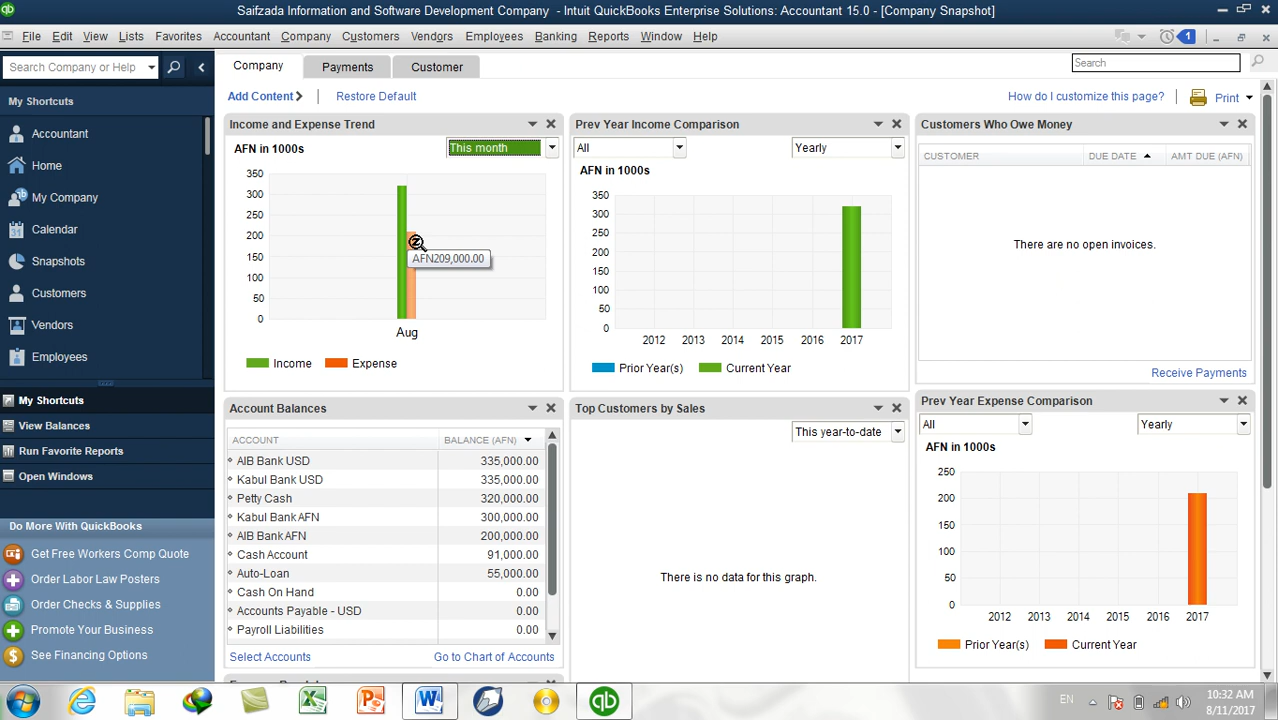 Saifzada Information and Software Development Company - Intuit QuickBooks Enterprise Solutions: Accountant 15.0 - [Company Snapshot]
File Edit View Lists Favorites Accountant Company Customers Vendors Employees Banking Reports Window Help
1
Search Company or Help
My Shortcuts
Accountant
Home
My Company
Calendar
Snapshots
Customers
Vendors
Employees
My Shortcuts
View Balances
Run Favorite Reports
Open Windows
Do More With QuickBooks
Get Free Workers Comp Quote
Order Labor Law Posters
Order Checks & Supplies
Promote Your Business
See Financing Options
Company Payments Customer
Search
Add Content Restore Default
How do I customize this page? Print
Income and Expense Trend
AFN in 1000s This month
350
300
250
200
150
100
50
0
AFN209,000.00
Aug
Income Expense
Prev Year Income Comparison
All Yearly
AFN in 1000s
350
300
250
200
150
100
50
0
2012 2013 2014 2015 2016 2017
Prior Year(s) Current Year
Customers Who Owe Money
CUSTOMER DUE DATE AMT DUE (AFN)
There are no open invoices.
Receive Payments
Account Balances
ACCOUNT BALANCE (AFN)
AIB Bank USD 335,000.00
Kabul Bank USD 335,000.00
Petty Cash 320,000.00
Kabul Bank AFN 300,000.00
AIB Bank AFN 200,000.00
Cash Account 91,000.00
Auto-Loan 55,000.00
Cash On Hand 0.00
Accounts Payable - USD 0.00
Payroll Liabilities 0.00
Select Accounts Go to Chart of Accounts
Top Customers by Sales
This year-to-date
There is no data for this graph.
Prev Year Expense Comparison
All Yearly
AFN in 1000s
250
200
150
100
50
0
2012 2013 2014 2015 2016 2017
Prior Year(s) Current Year
EN
10:32 AM
8/11/2017